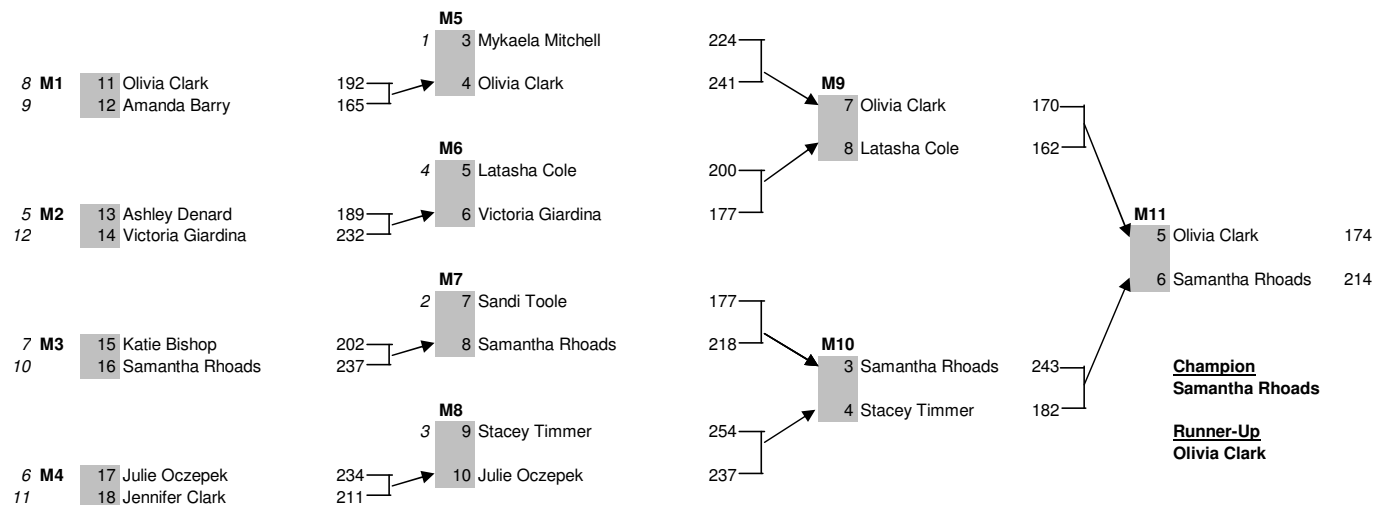 M5
1 3 Mykaela Mitchell 224
8 M1 11 Olivia Clark 192 4 Olivia Clark 241 M9
9 12 Amanda Barry 165 7 Olivia Clark 170
M6 8 Latasha Cole 162
4 5 Latasha Cole 200
5 M2 13 Ashley Denard 189 6 Victoria Giardina 177 M11
12 14 Victoria Giardina 232 5 Olivia Clark 174
M7 6 Samantha Rhoads 214
2 7 Sandi Toole 177
7 M3 15 Katie Bishop 202 8 Samantha Rhoads 218 M10
10 16 Samantha Rhoads 237 3 Samantha Rhoads 243 Champion
Samantha Rhoads
M8 4 Stacey Timmer 182
3 9 Stacey Timmer 254 Runner-Up
Olivia Clark
6 M4 17 Julie Oczepek 234 10 Julie Oczepek 237
11 18 Jennifer Clark 211